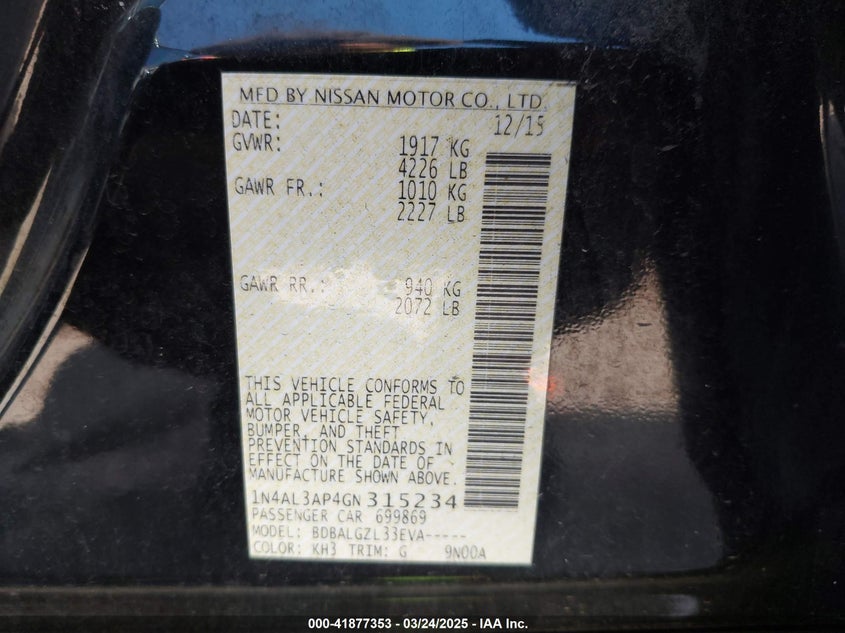 MFD BY NISSAN MOTOR CO., LTD.
DATE: 12/15
GVWR: 1917 KG
4226 LB
GAWR FR.: 1010 KG
2227 LB
GAWR RR.: 940 KG
2072 LB
THIS VEHICLE CONFORMS TO
ALL APPLICABLE FEDERAL
MOTOR VEHICLE SAFETY,
BUMPER, AND THEFT
PREVENTION STANDARDS IN
EFFECT ON THE DATE OF
MANUFACTURE SHOWN ABOVE.
1N4AL3AP4GN315234
PASSENGER CAR 699869
MODEL: BDBALGZL33EVA-----
COLOR: KH3 TRIM: G 9N00A
000-41877353 - 03/24/2025 - IAA Inc.